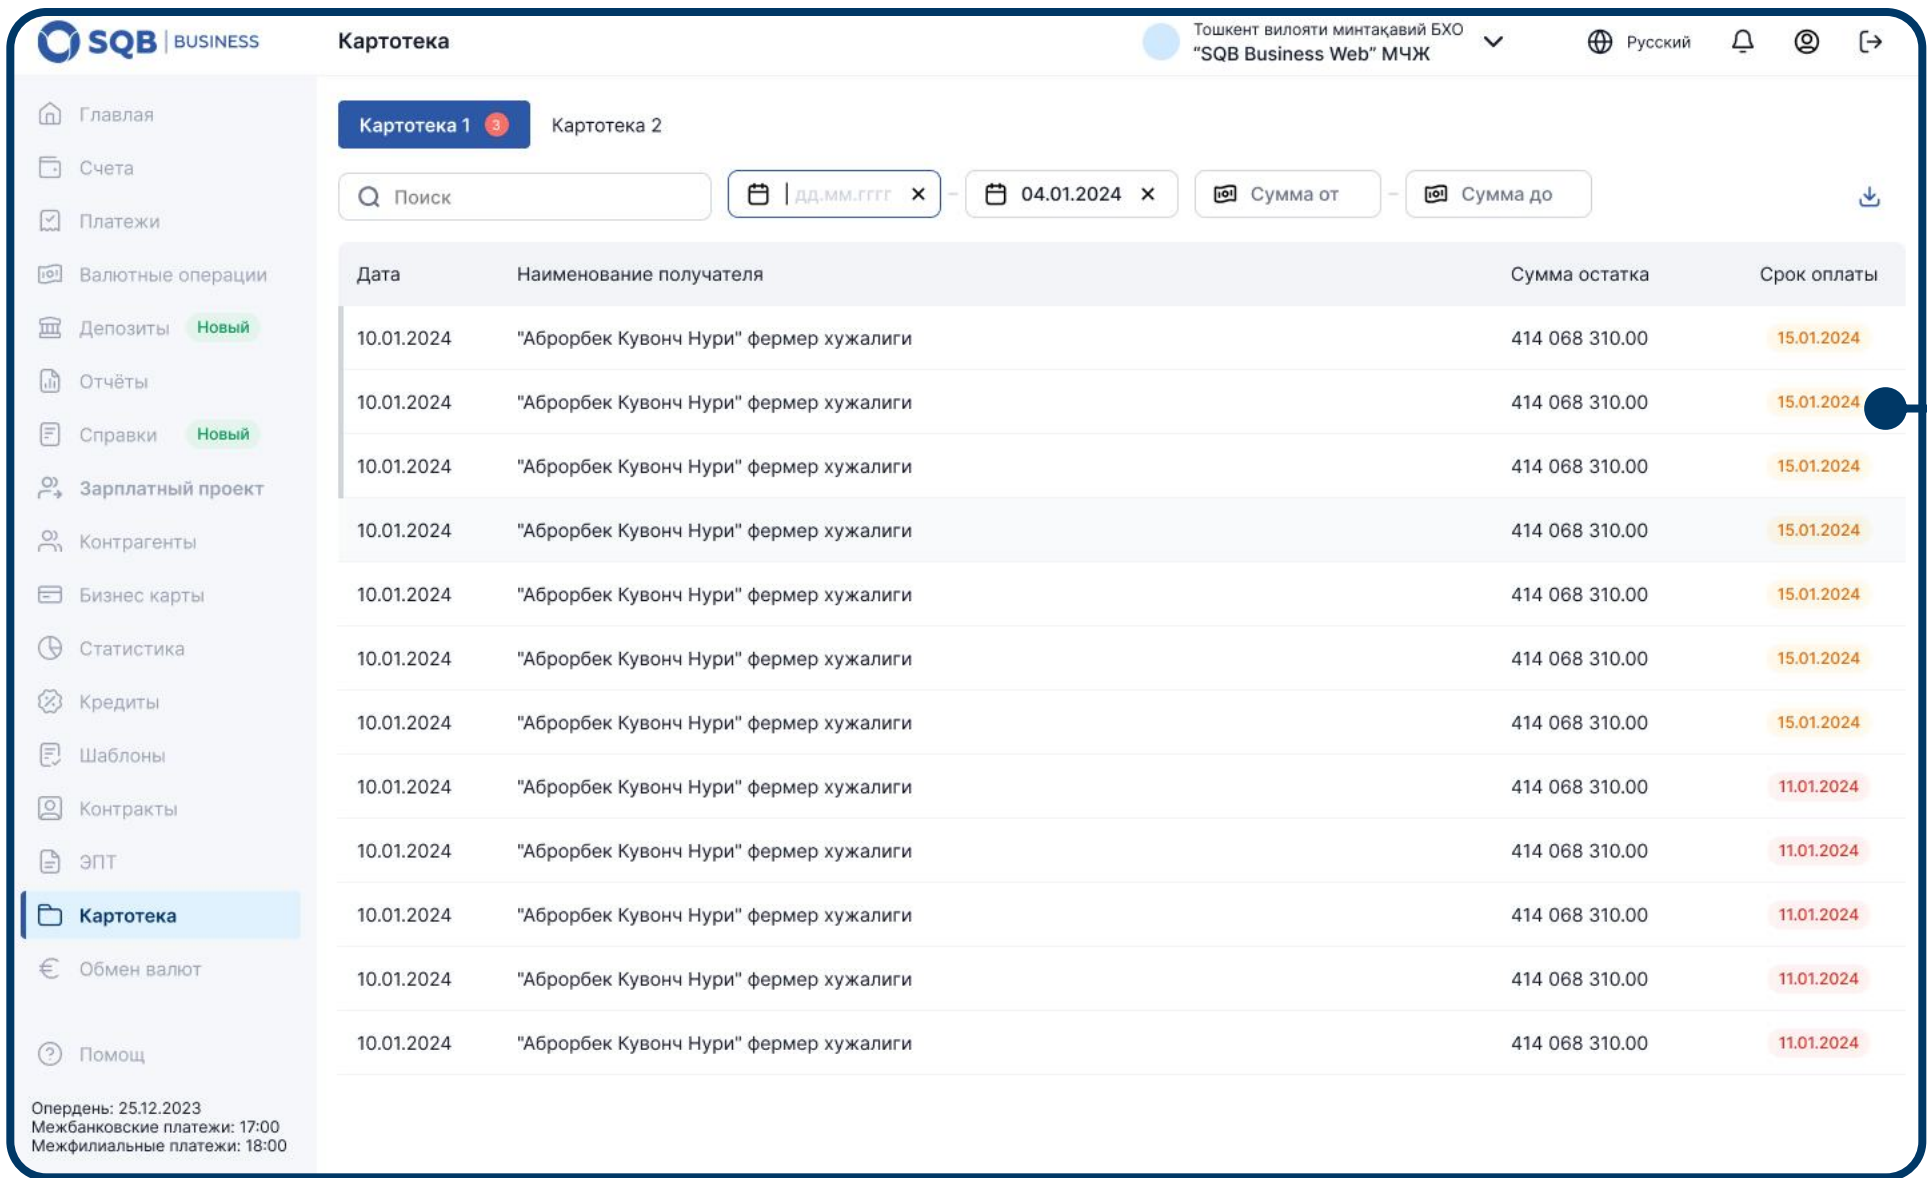 SQB BUSINESS
Картотека
Тошкент вилояти минтақавий БХО
“SQB Business Web” МЧЖ
Русский
Главная
Счета
Платежи
Валютные операции
Депозиты Новый
Отчёты
Справки Новый
Зарплатный проект
Контрагенты
Бизнес карты
Статистика
Кредиты
Шаблоны
Контракты
ЭПТ
Картотека
Обмен валют
Помощ
Опердень: 25.12.2023
Межбанковские платежи: 17:00
Межфилиальные платежи: 18:00
Картотека 1 3 Картотека 2
Поиск дд.мм.гггг – 04.01.2024 Сумма от – Сумма до
Дата Наименование получателя Сумма остатка Срок оплаты
10.01.2024 "Аброрбек Кувонч Нури" фермер хужалиги 414 068 310.00 15.01.2024
10.01.2024 "Аброрбек Кувонч Нури" фермер хужалиги 414 068 310.00 15.01.2024
10.01.2024 "Аброрбек Кувонч Нури" фермер хужалиги 414 068 310.00 15.01.2024
10.01.2024 "Аброрбек Кувонч Нури" фермер хужалиги 414 068 310.00 15.01.2024
10.01.2024 "Аброрбек Кувонч Нури" фермер хужалиги 414 068 310.00 15.01.2024
10.01.2024 "Аброрбек Кувонч Нури" фермер хужалиги 414 068 310.00 15.01.2024
10.01.2024 "Аброрбек Кувонч Нури" фермер хужалиги 414 068 310.00 15.01.2024
10.01.2024 "Аброрбек Кувонч Нури" фермер хужалиги 414 068 310.00 11.01.2024
10.01.2024 "Аброрбек Кувонч Нури" фермер хужалиги 414 068 310.00 11.01.2024
10.01.2024 "Аброрбек Кувонч Нури" фермер хужалиги 414 068 310.00 11.01.2024
10.01.2024 "Аброрбек Кувонч Нури" фермер хужалиги 414 068 310.00 11.01.2024
10.01.2024 "Аброрбек Кувонч Нури" фермер хужалиги 414 068 310.00 11.01.2024